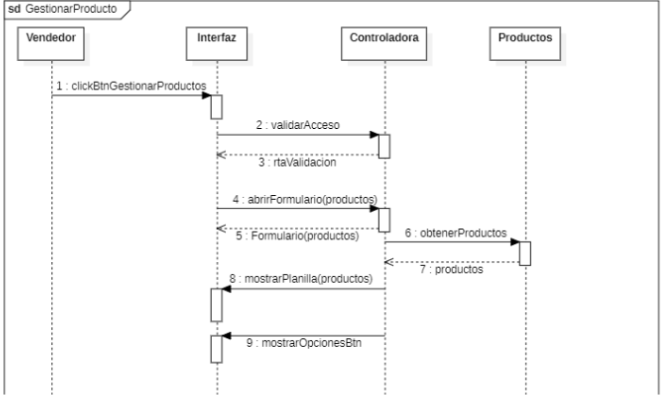 sd GestionarProducto
Vendedor
Interfaz
Controladora
Productos
1 : clickBtnGestionarProductos
2 : validarAcceso
3 : rtaValidacion
4 : abrirFormulario(productos)
5 : Formulario(productos)
6 : obtenerProductos
7 : productos
8 : mostrarPlanilla(productos)
9 : mostrarOpcionesBtn